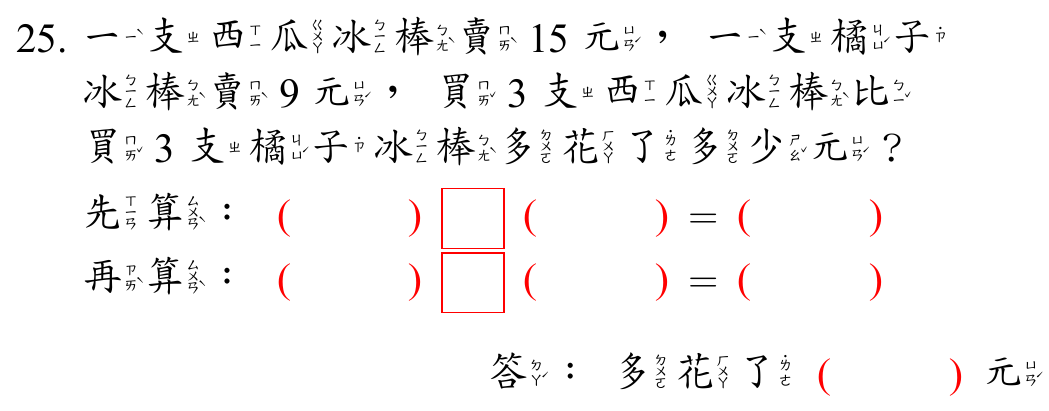 25. 一支西瓜冰棒賣 15 元，一支橘子
冰棒賣 9 元，買 3 支西瓜冰棒比
買 3 支橘子冰棒多花了多少元？
先算：（　　）□（　　）＝（　　）
再算：（　　）□（　　）＝（　　）
答：多花了（　　）元